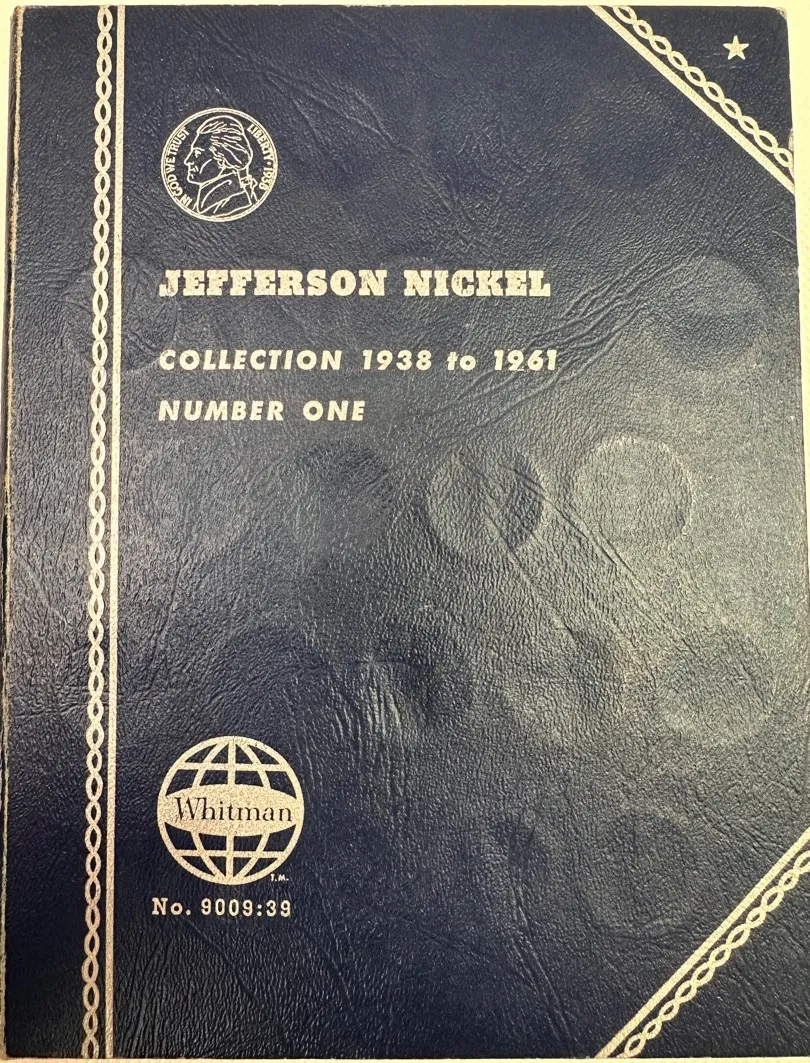 IN GOD WE TRUST LIBERTY · 1938
JEFFERSON NICKEL
COLLECTION 1938 to 1961
NUMBER ONE
Whitman
T.M.
No. 9009:39